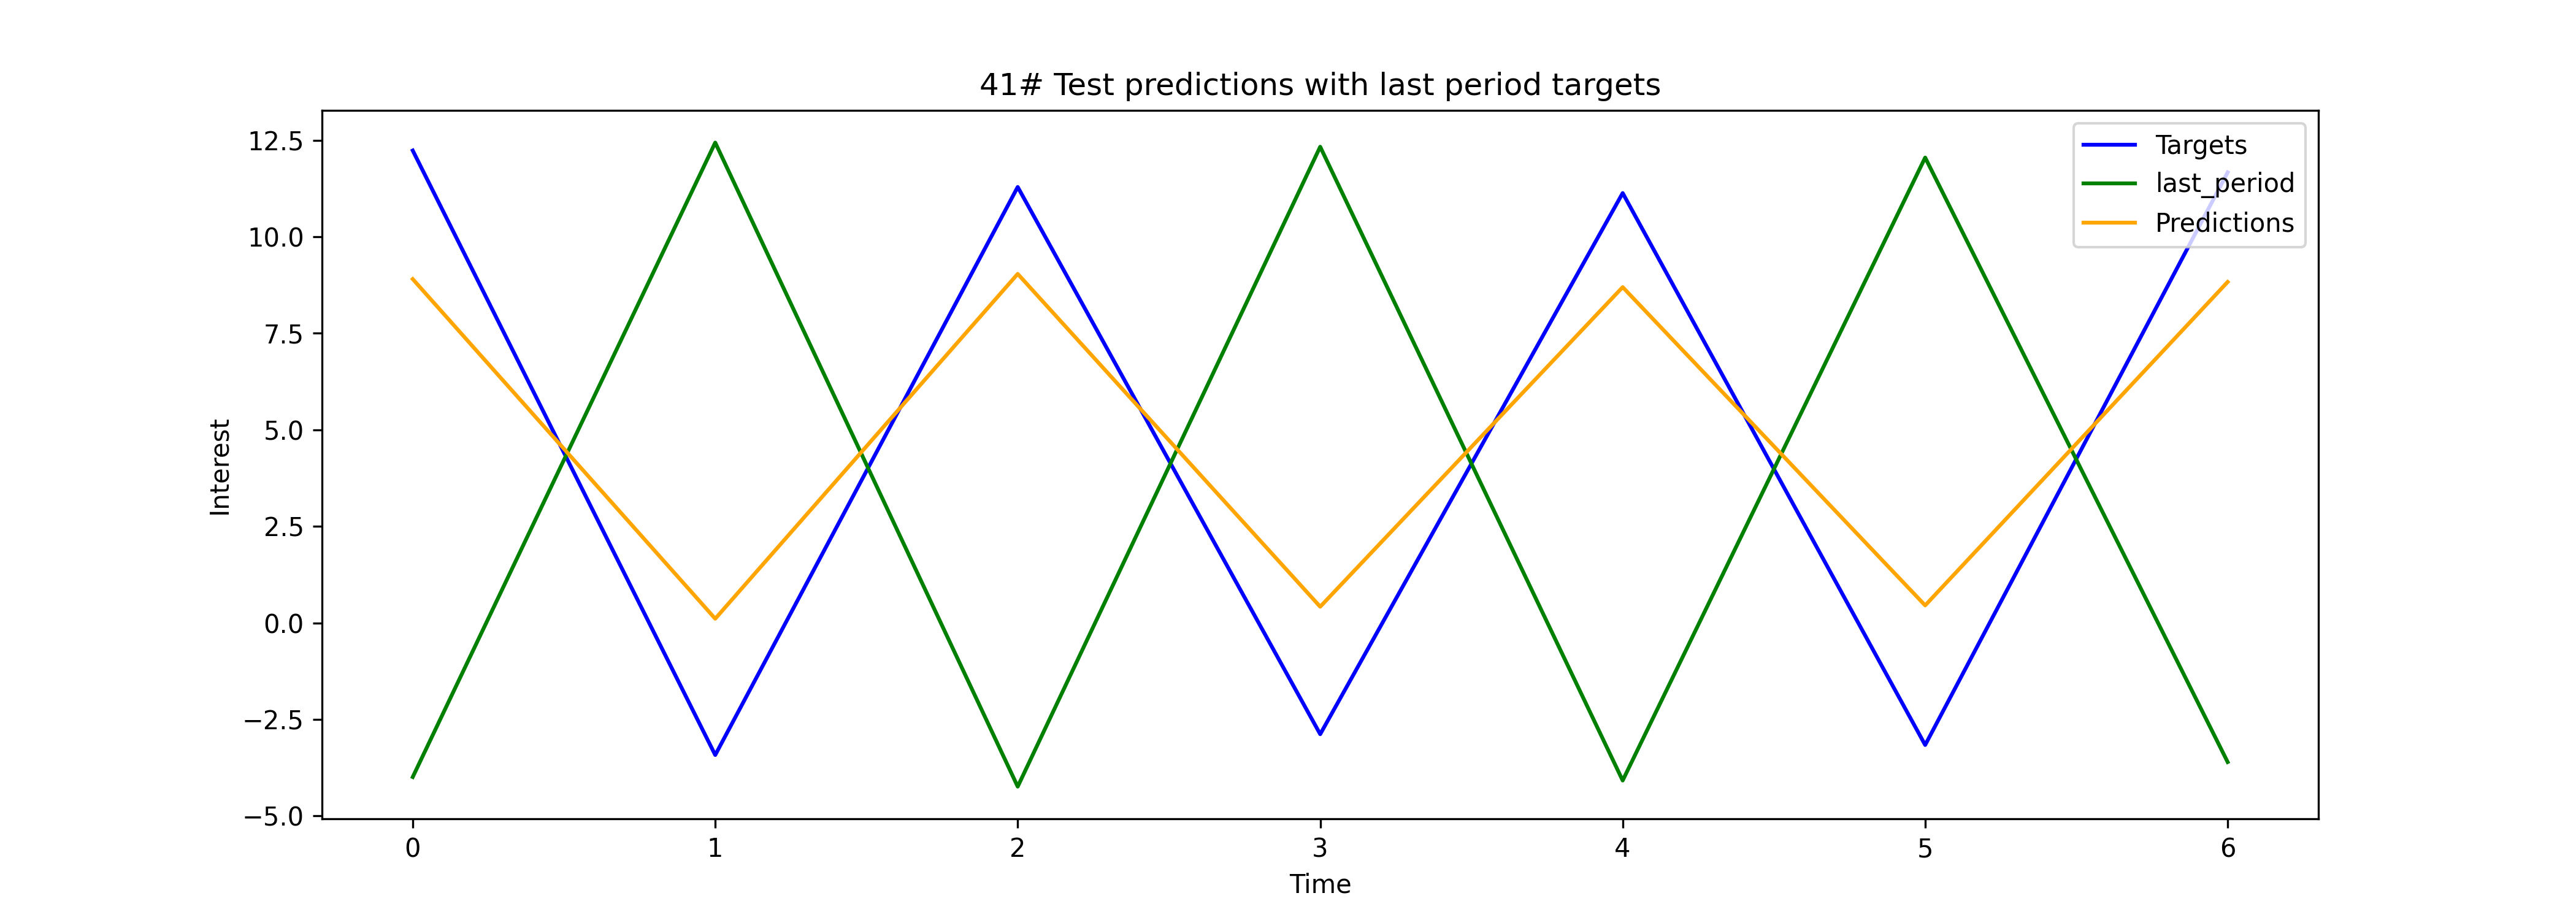 41# Test predictions with last period targets
Targets
last_period
Predictions
12.5
10.0
7.5
5.0
2.5
0.0
−2.5
−5.0
Interest
0 1 2 3 4 5 6
Time